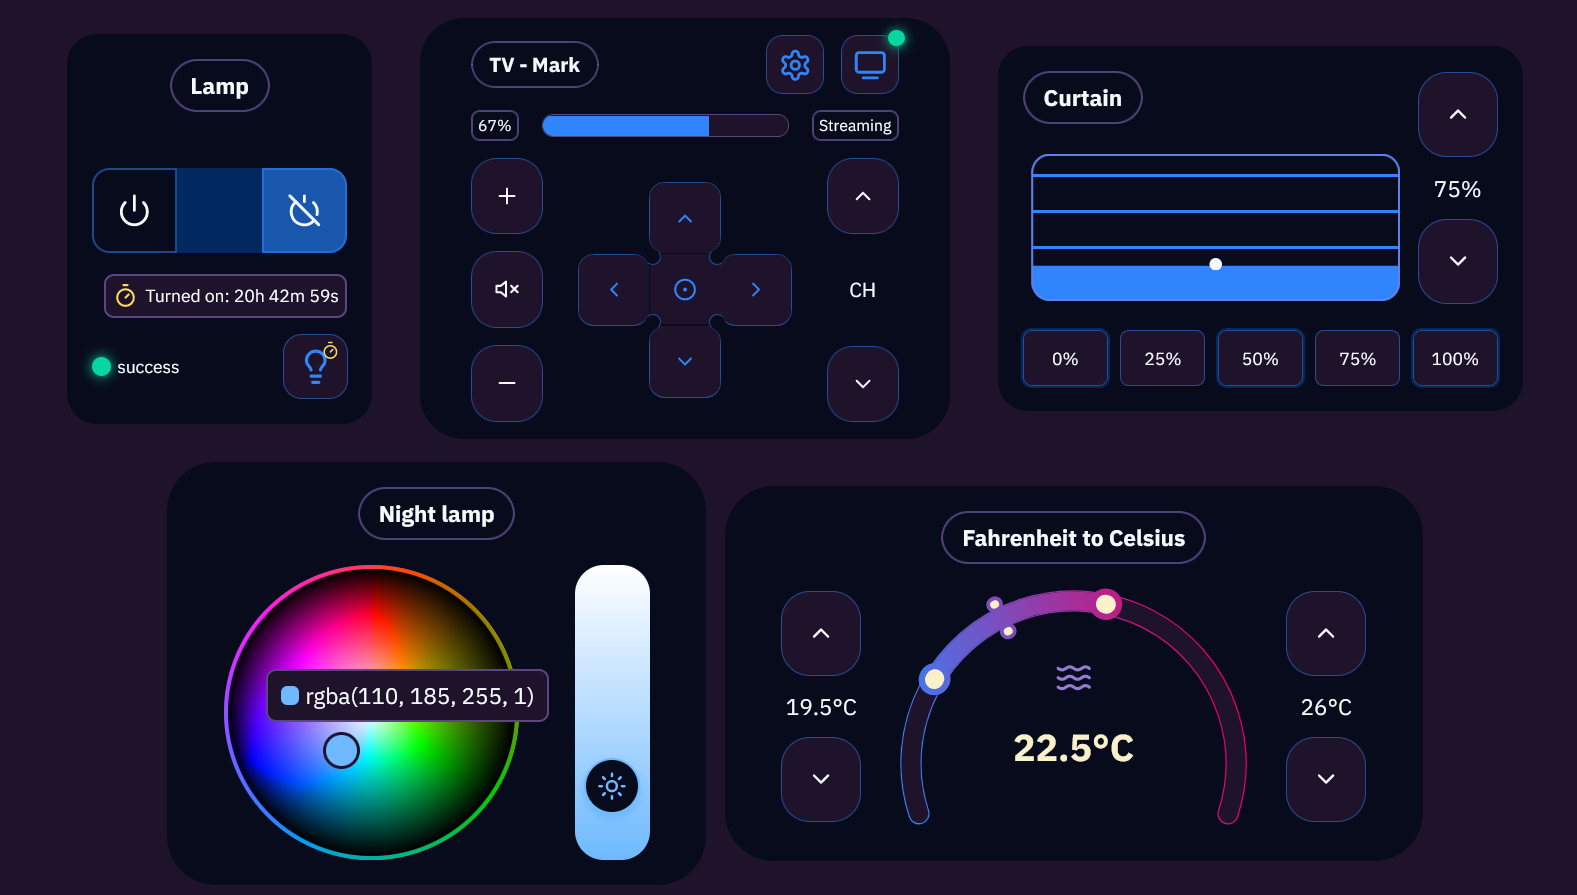 Lamp
Turned on: 20h 42m 59s
success
TV - Mark
67%
Streaming
CH
Curtain
75%
0%
25%
50%
75%
100%
Night lamp
rgba(110, 185, 255, 1)
Fahrenheit to Celsius
19.5°C
22.5°C
26°C